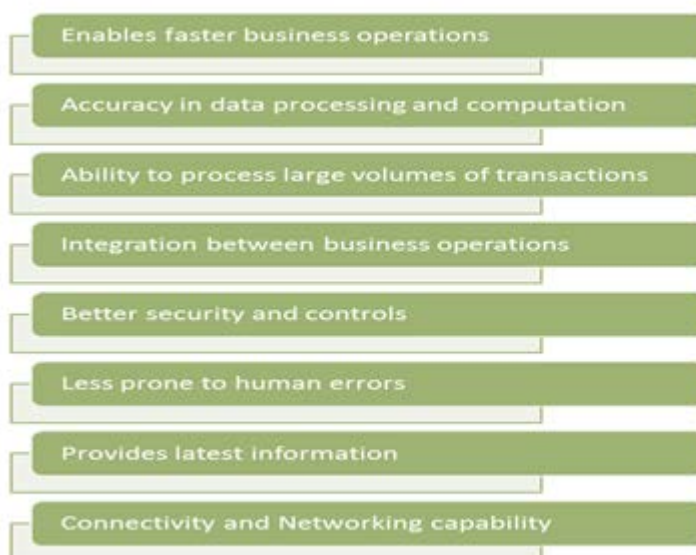 Enables faster business operations
Accuracy in data processing and computation
Ability to process large volumes of transactions
Integration between business operations
Better security and controls
Less prone to human errors
Provides latest information
Connectivity and Networking capability